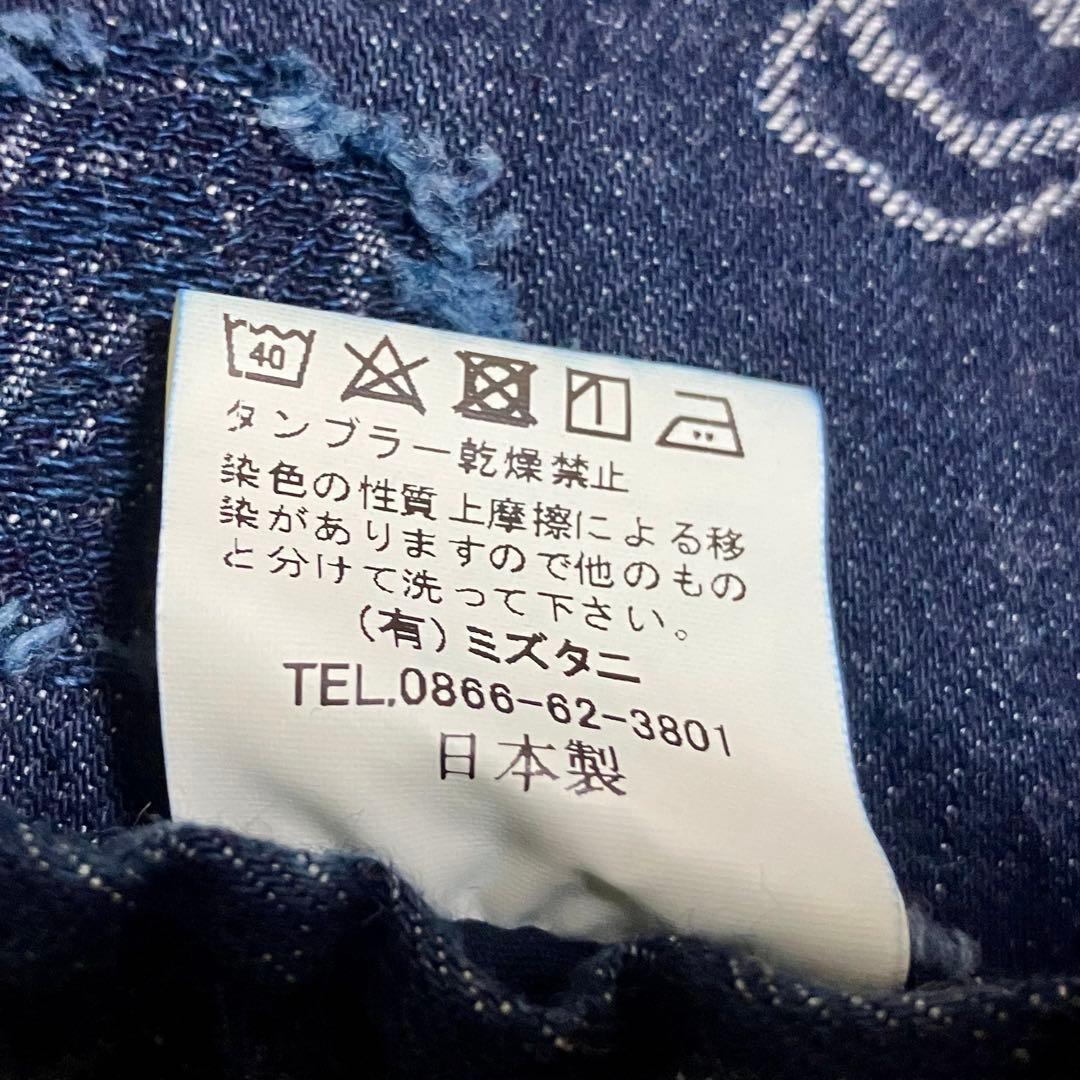 40
タンブラー乾燥禁止
染色の性質上摩擦による移
染がありますので他のもの
と分けて洗って下さい。
(有)ミズタニ
TEL.0866-62-3801
日本製